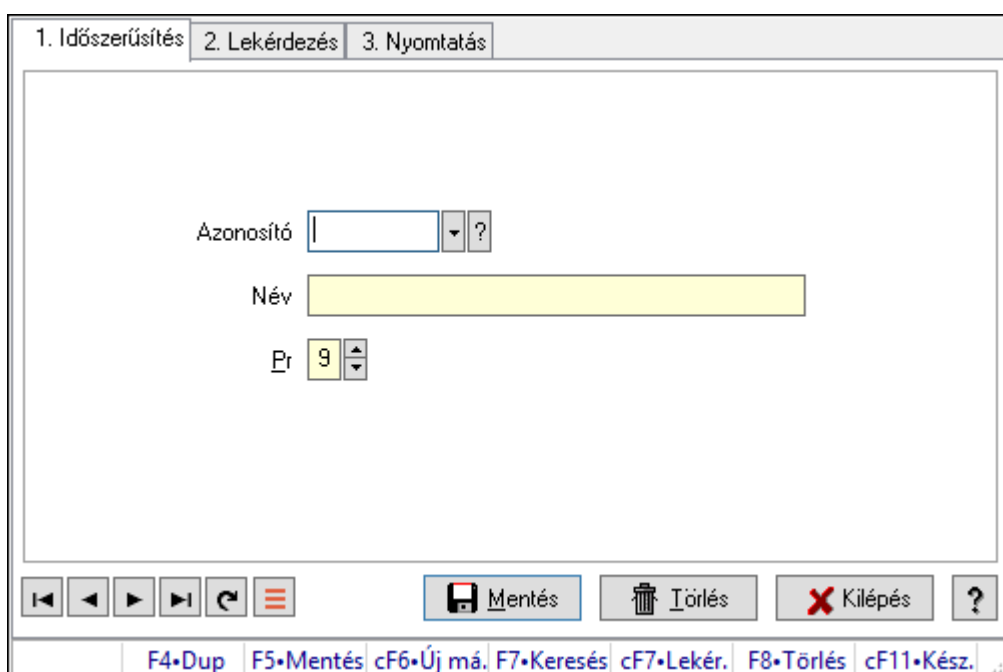 1. Időszerűsítés 2. Lekérdezés 3. Nyomtatás
Azonosító ?
Név
Pr 9
Mentés Törlés Kilépés ?
F4•Dup F5•Mentés cF6•Új má. F7•Keresés cF7•Lekér. F8•Törlés cF11•Kész.